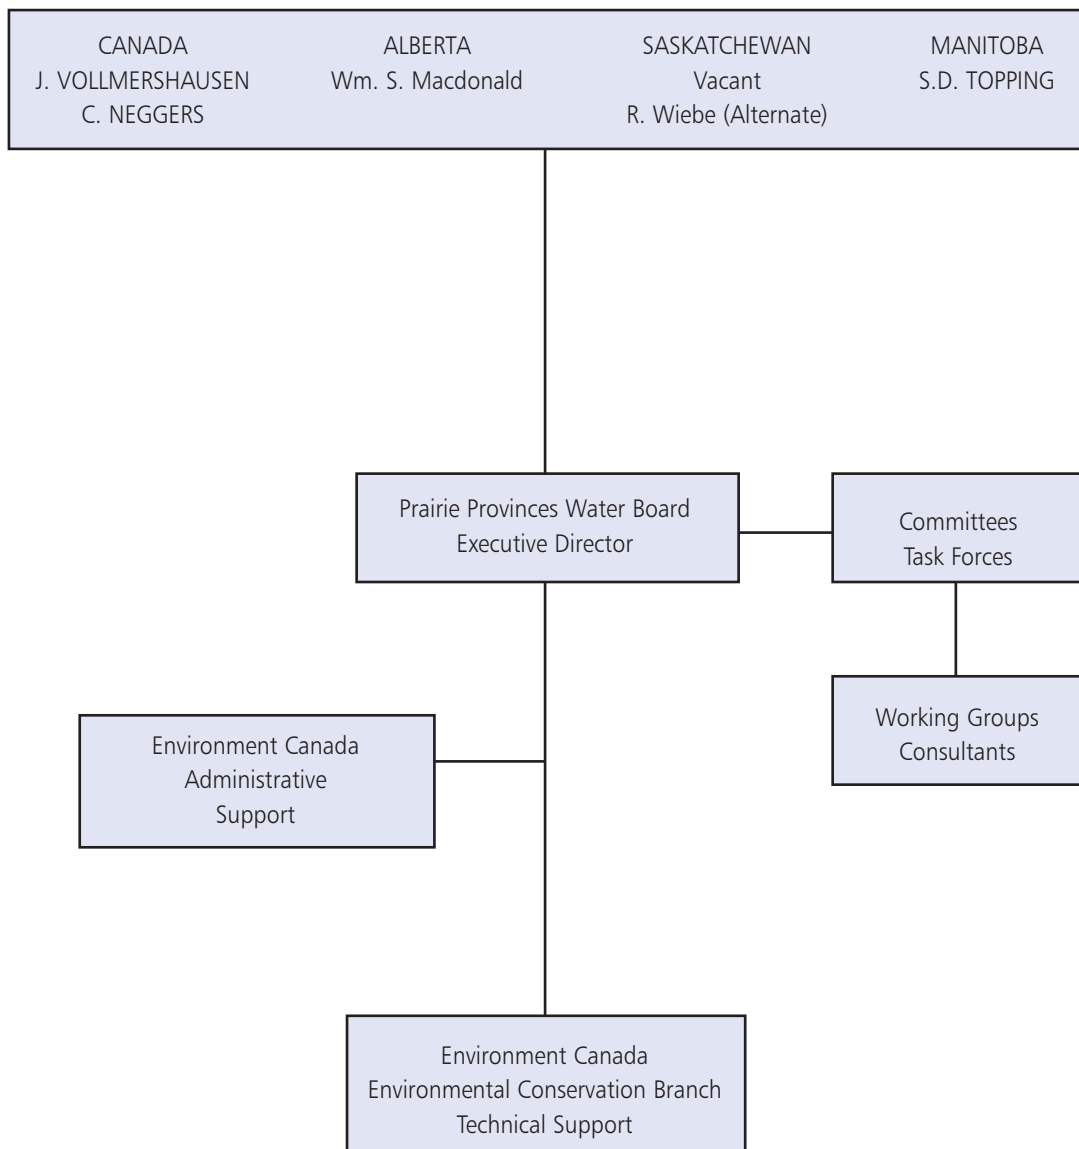 CANADA
J. VOLLMERSHAUSEN
C. NEGGERS
ALBERTA
Wm. S. Macdonald
SASKATCHEWAN
Vacant
R. Wiebe (Alternate)
MANITOBA
S.D. TOPPING
Prairie Provinces Water Board
Executive Director
Committees
Task Forces
Working Groups
Consultants
Environment Canada
Administrative
Support
Environment Canada
Environmental Conservation Branch
Technical Support